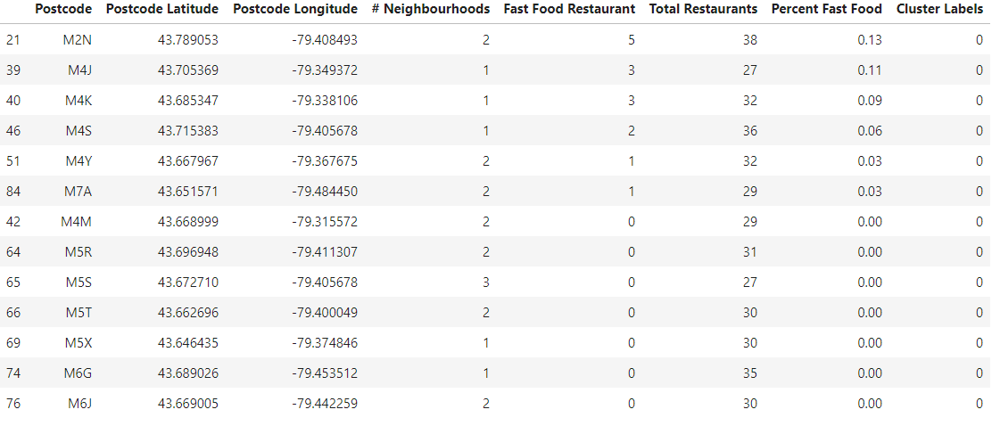 Postcode Postcode Latitude Postcode Longitude # Neighbourhoods Fast Food Restaurant Total Restaurants Percent Fast Food Cluster Labels
21 M2N 43.789053 -79.408493 2 5 38 0.13 0
39 M4J 43.705369 -79.349372 1 3 27 0.11 0
40 M4K 43.685347 -79.338106 1 3 32 0.09 0
46 M4S 43.715383 -79.405678 1 2 36 0.06 0
51 M4Y 43.667967 -79.367675 2 1 32 0.03 0
84 M7A 43.651571 -79.484450 2 1 29 0.03 0
42 M4M 43.668999 -79.315572 2 0 29 0.00 0
64 M5R 43.696948 -79.411307 2 0 31 0.00 0
65 M5S 43.672710 -79.405678 3 0 27 0.00 0
66 M5T 43.662696 -79.400049 2 0 30 0.00 0
69 M5X 43.646435 -79.374846 1 0 30 0.00 0
74 M6G 43.689026 -79.453512 1 0 35 0.00 0
76 M6J 43.669005 -79.442259 2 0 30 0.00 0